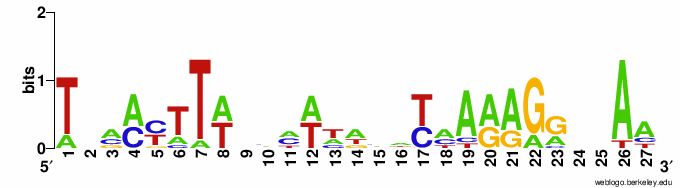 2
bits
1
0
T A A C A C C T T A T A T A A C A T T A T A T C A C A C A G A G A G A G A A T A C
5′ 1 2 3 4 5 6 7 8 9 10 11 12 13 14 15 16 17 18 19 20 21 22 23 24 25 26 27 3′
weblogo.berkeley.edu